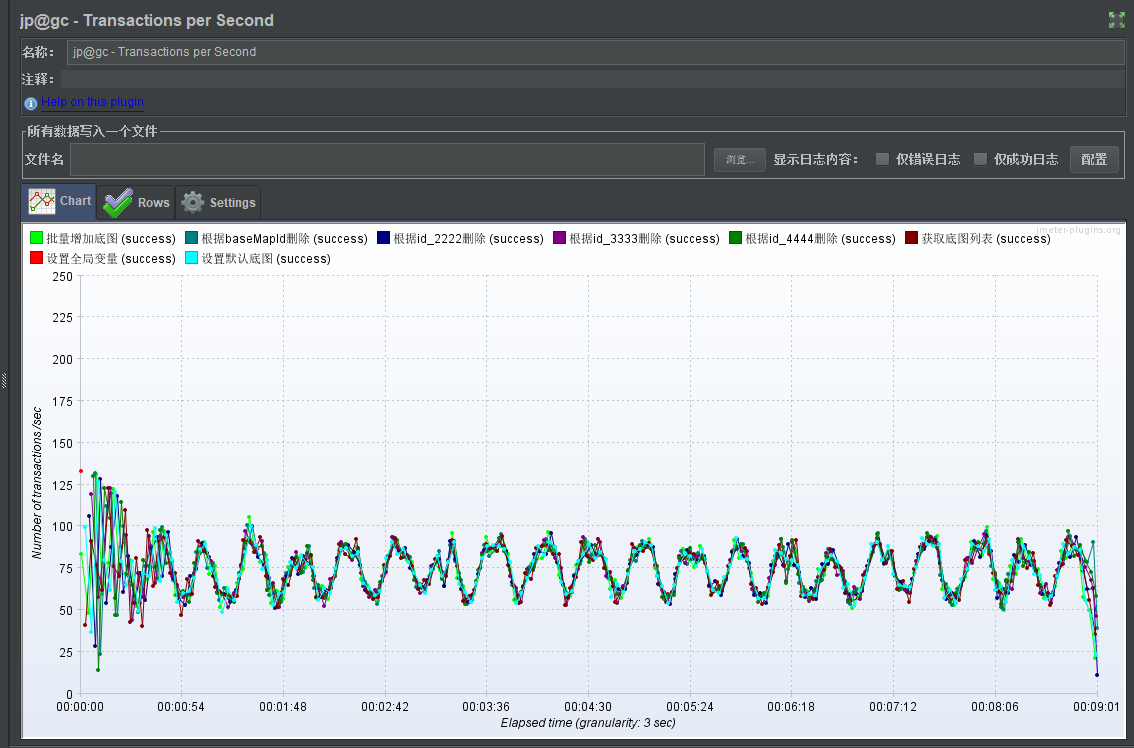 jp@gc - Transactions per Second
名称： jp@gc - Transactions per Second
注释：
Help on this plugin
所有数据写入一个文件
文件名 浏览... 显示日志内容： 仅错误日志 仅成功日志 配置
Chart Rows Settings
jmeter-plugins.org
批量增加底图 (success) 根据baseMapId删除 (success) 根据id_2222删除 (success) 根据id_3333删除 (success) 根据id_4444删除 (success) 获取底图列表 (success)
设置全局变量 (success) 设置默认底图 (success)
250
225
200
175
150
125
100
75
50
25
0
Number of transactions /sec
00:00:00 00:00:54 00:01:48 00:02:42 00:03:36 00:04:30 00:05:24 00:06:18 00:07:12 00:08:06 00:09:01
Elapsed time (granularity: 3 sec)